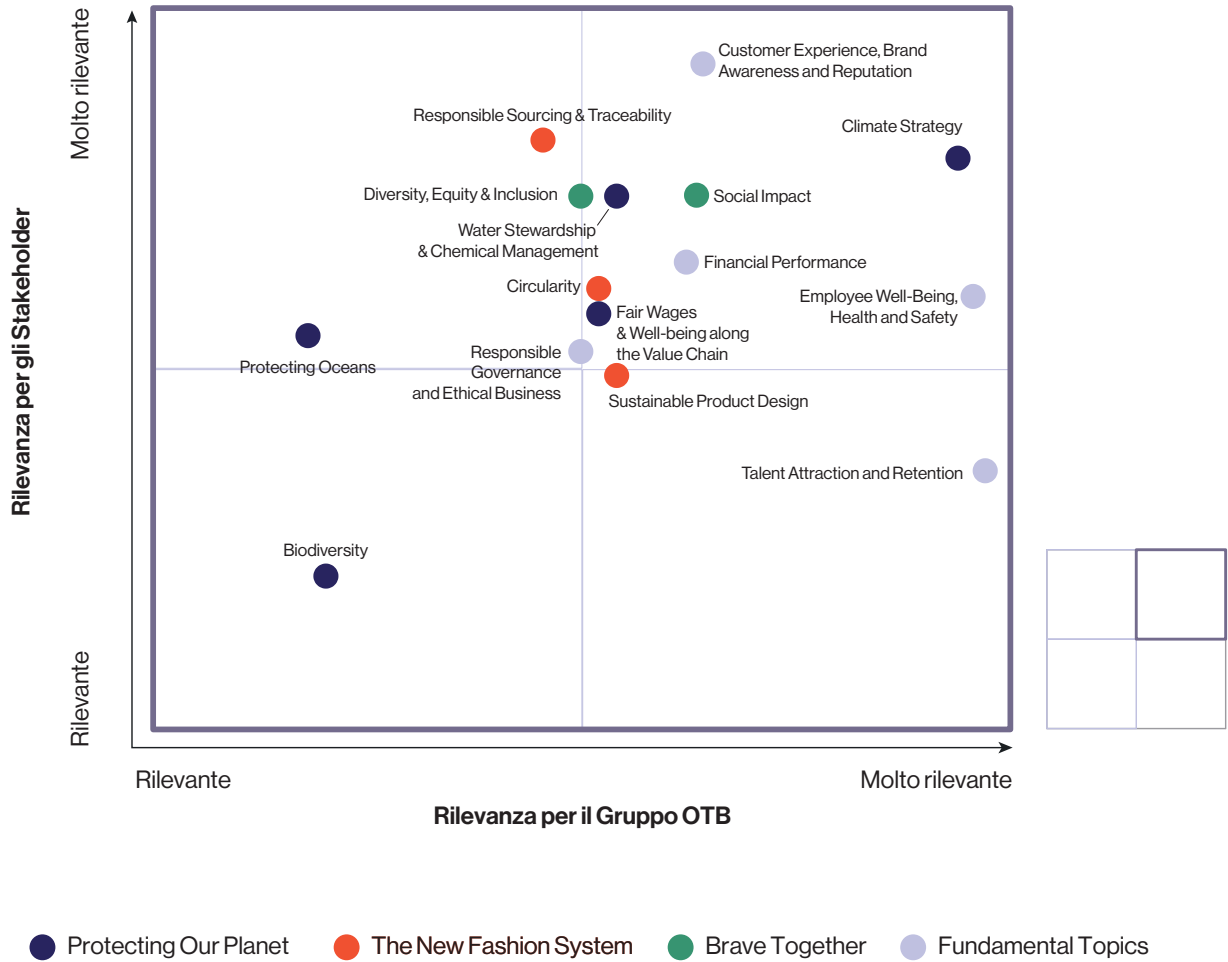 Molto rilevante
Rilevanza per gli Stakeholder
Rilevante
Customer Experience, Brand
Awareness and Reputation
Responsible Sourcing & Traceability
Climate Strategy
Diversity, Equity & Inclusion
Social Impact
Water Stewardship
& Chemical Management
Financial Performance
Circularity
Employee Well-Being,
Health and Safety
Fair Wages
& Well-being along
the Value Chain
Protecting Oceans
Responsible
Governance
and Ethical Business
Sustainable Product Design
Talent Attraction and Retention
Biodiversity
Rilevante
Molto rilevante
Rilevanza per il Gruppo OTB
Protecting Our Planet
The New Fashion System
Brave Together
Fundamental Topics